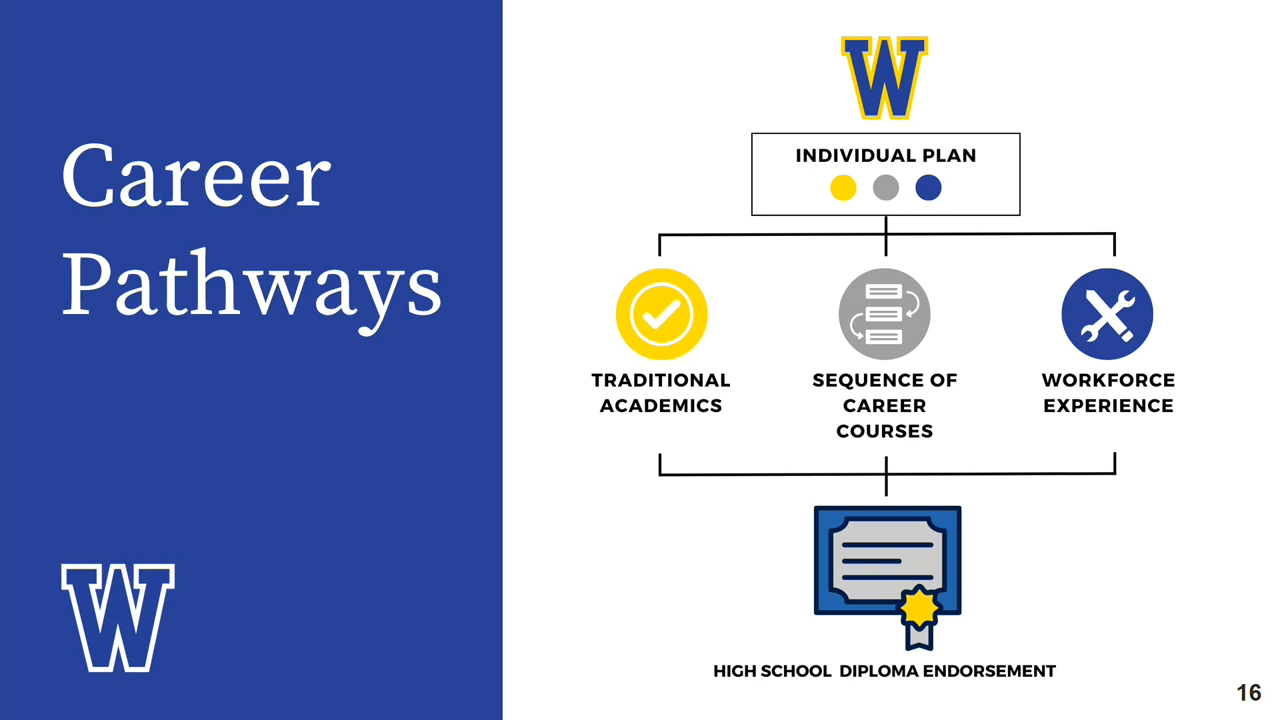 Career
Pathways
W
W
INDIVIDUAL PLAN
TRADITIONAL
ACADEMICS
SEQUENCE OF
CAREER
COURSES
WORKFORCE
EXPERIENCE
HIGH SCHOOL DIPLOMA ENDORSEMENT
16